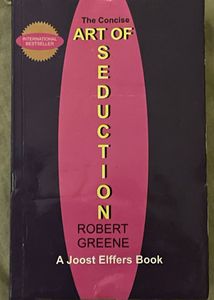 The Concise
ART OF
SEDUCTION
INTERNATIONAL
BESTSELLER
ROBERT
GREENE
A Joost Elffers Book